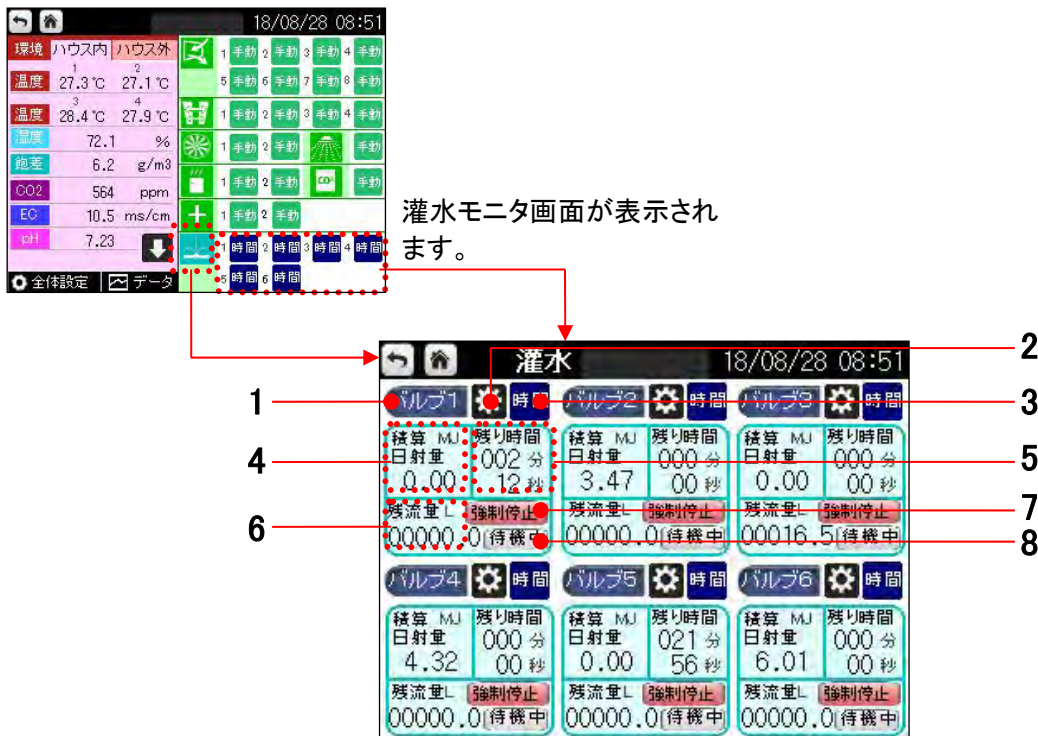 18/08/28 08:51
環境 ハウス内 ハウス外
1 手動 2 手動 3 手動 4 手動
1 2
温度 27.3℃ 27.1℃
5 手動 6 手動 7 手動 8 手動
3 4
温度 28.4℃ 27.9℃
1 手動 2 手動 3 手動 4 手動
湿度 72.1 %
1 手動 2 手動 手動
飽差 6.2 g/m3
1 手動 2 手動 CO² 手動
CO2 564 ppm
EC 10.5 ms/cm
1 手動 2 手動
pH 7.23
1 時間 2 時間 3 時間 4 時間
5 時間 6 時間
全体設定 データ
灌水モニタ画面が表示され
ます。
灌水 18/08/28 08:51
2
1
バルブ1 時間 バルブ2 時間 バルブ3 時間
3
4
積算 MJ 残り時間 積算 MJ 残り時間 積算 MJ 残り時間
日射量 002 分 日射量 000 分 日射量 000 分
0.00 12 秒 3.47 00 秒 0.00 00 秒
5
6
残流量L 強制停止 残流量L 強制停止 残流量L 強制停止
7
00000.0 待機中 00000.0 待機中 00016.5 待機中
8
バルブ4 時間 バルブ5 時間 バルブ6 時間
積算 MJ 残り時間 積算 MJ 残り時間 積算 MJ 残り時間
日射量 000 分 日射量 021 分 日射量 000 分
4.32 00 秒 0.00 56 秒 6.01 00 秒
残流量L 強制停止 残流量L 強制停止 残流量L 強制停止
00000.0 待機中 00000.0 待機中 00000.0 待機中